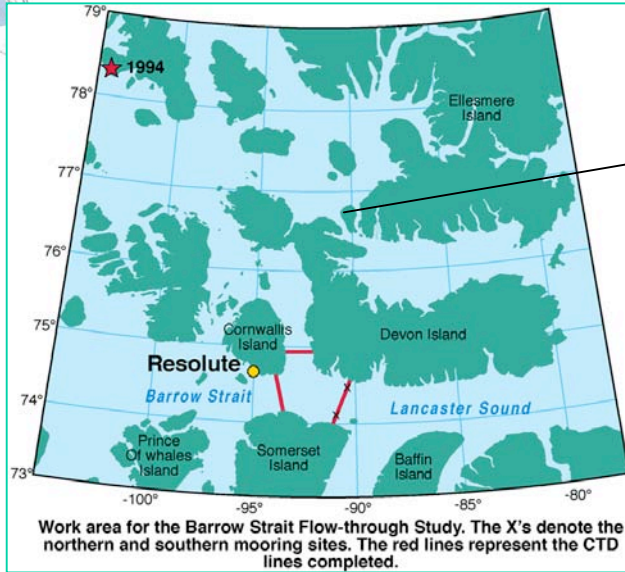 79°
1994
78°
Ellesmere
Island
77°
76°
75°
Cornwallis
Island
Devon Island
Resolute
Barrow Strait
Lancaster Sound
74°
Prince
Of whales
Island
Somerset
Island
Baffin
Island
73°
-100°
-95°
-90°
-85°
-80°
Work area for the Barrow Strait Flow-through Study. The X's denote the
northern and southern mooring sites. The red lines represent the CTD
lines completed.